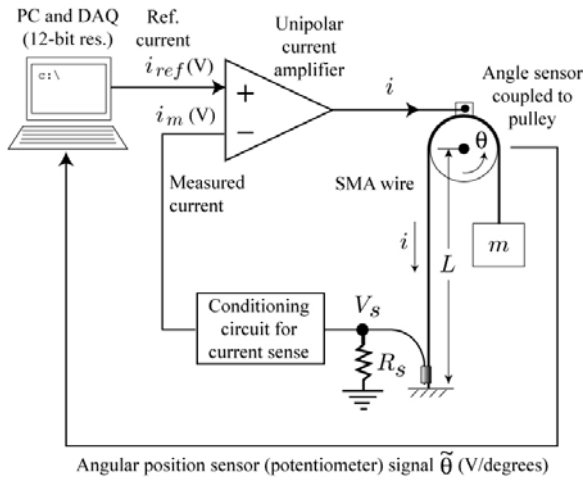 PC and DAQ
(12-bit res.)
c:\
Ref.
current
i_ref (V)
i_m (V)
+
−
Unipolar
current
amplifier
i
Angle sensor
coupled to
pulley
θ
SMA wire
Measured
current
i
L
m
Conditioning
circuit for
current sense
V_s
R_s
Angular position sensor (potentiometer) signal θ̃ (V/degrees)